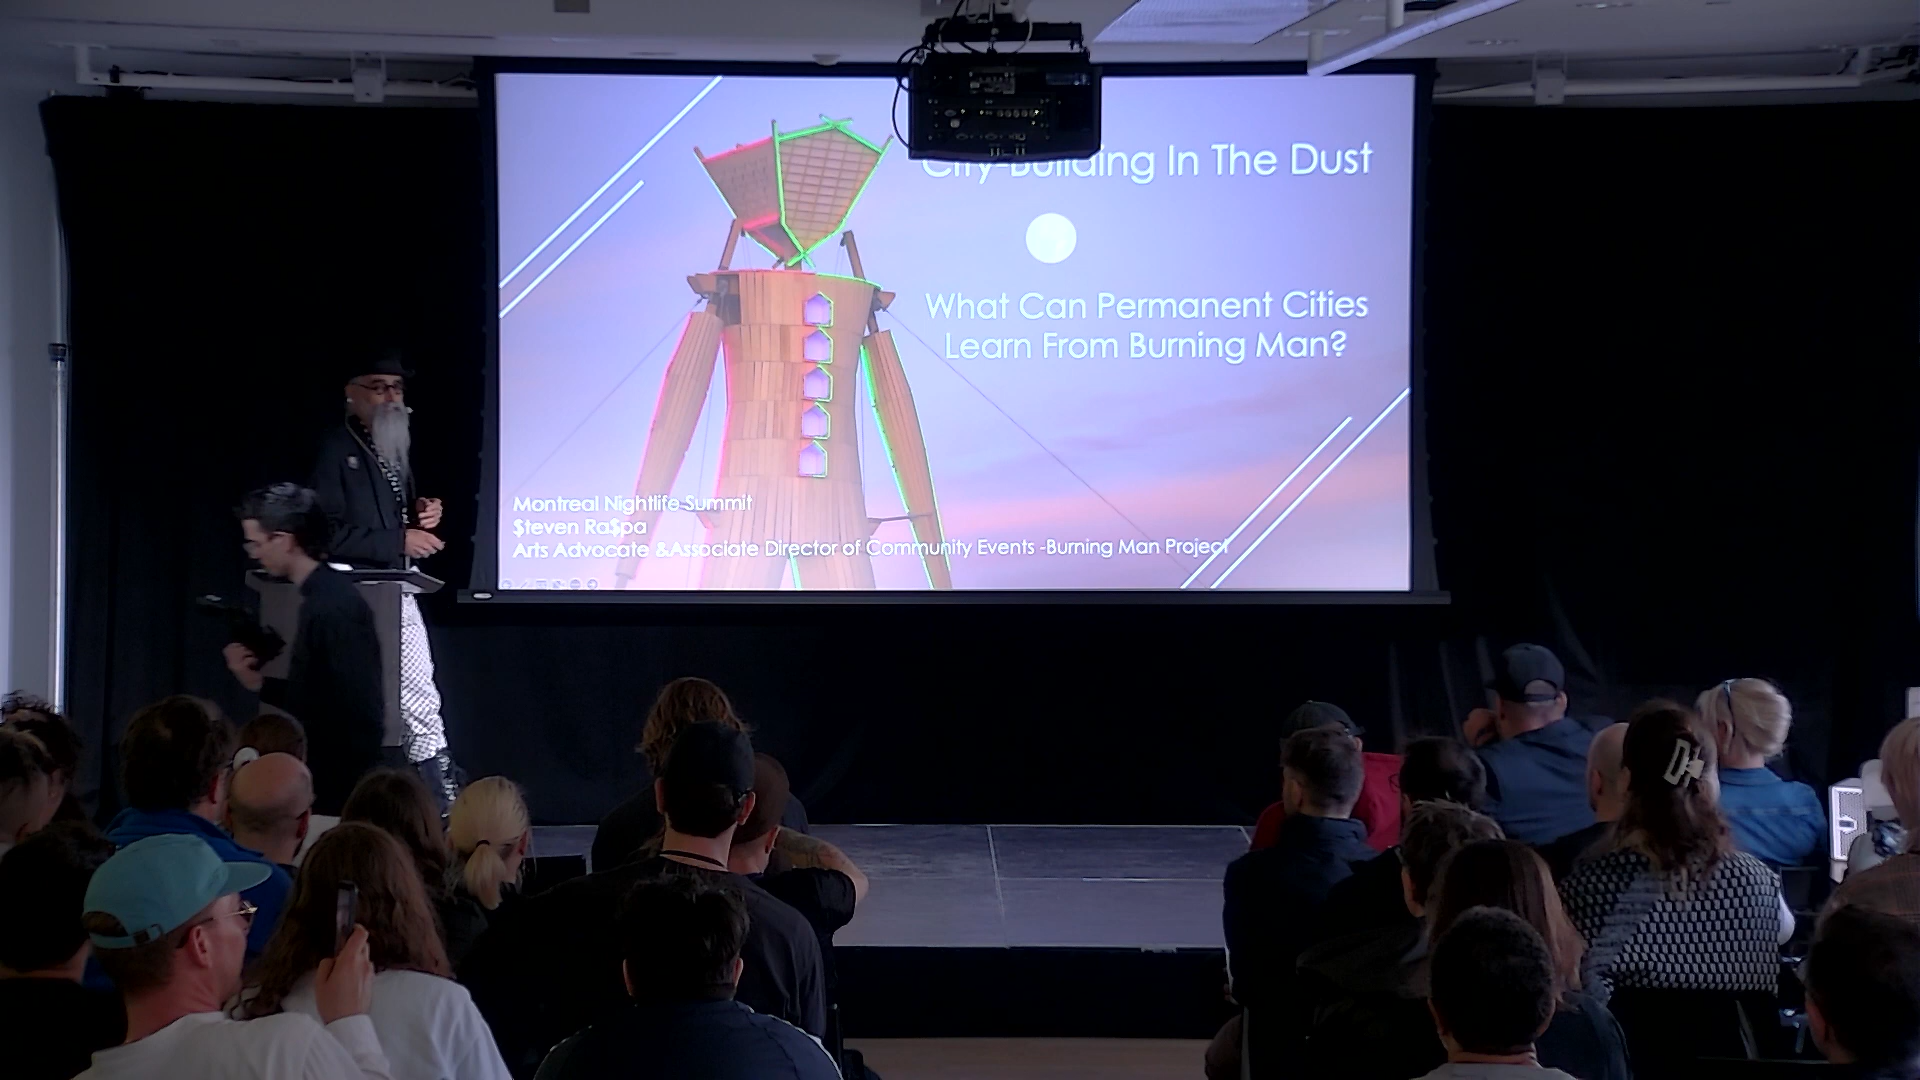 City-Building In The Dust
What Can Permanent Cities
Learn From Burning Man?
Montreal Nightlife Summit
$teven Ra$pa
Arts Advocate &Associate Director of Community Events -Burning Man Project